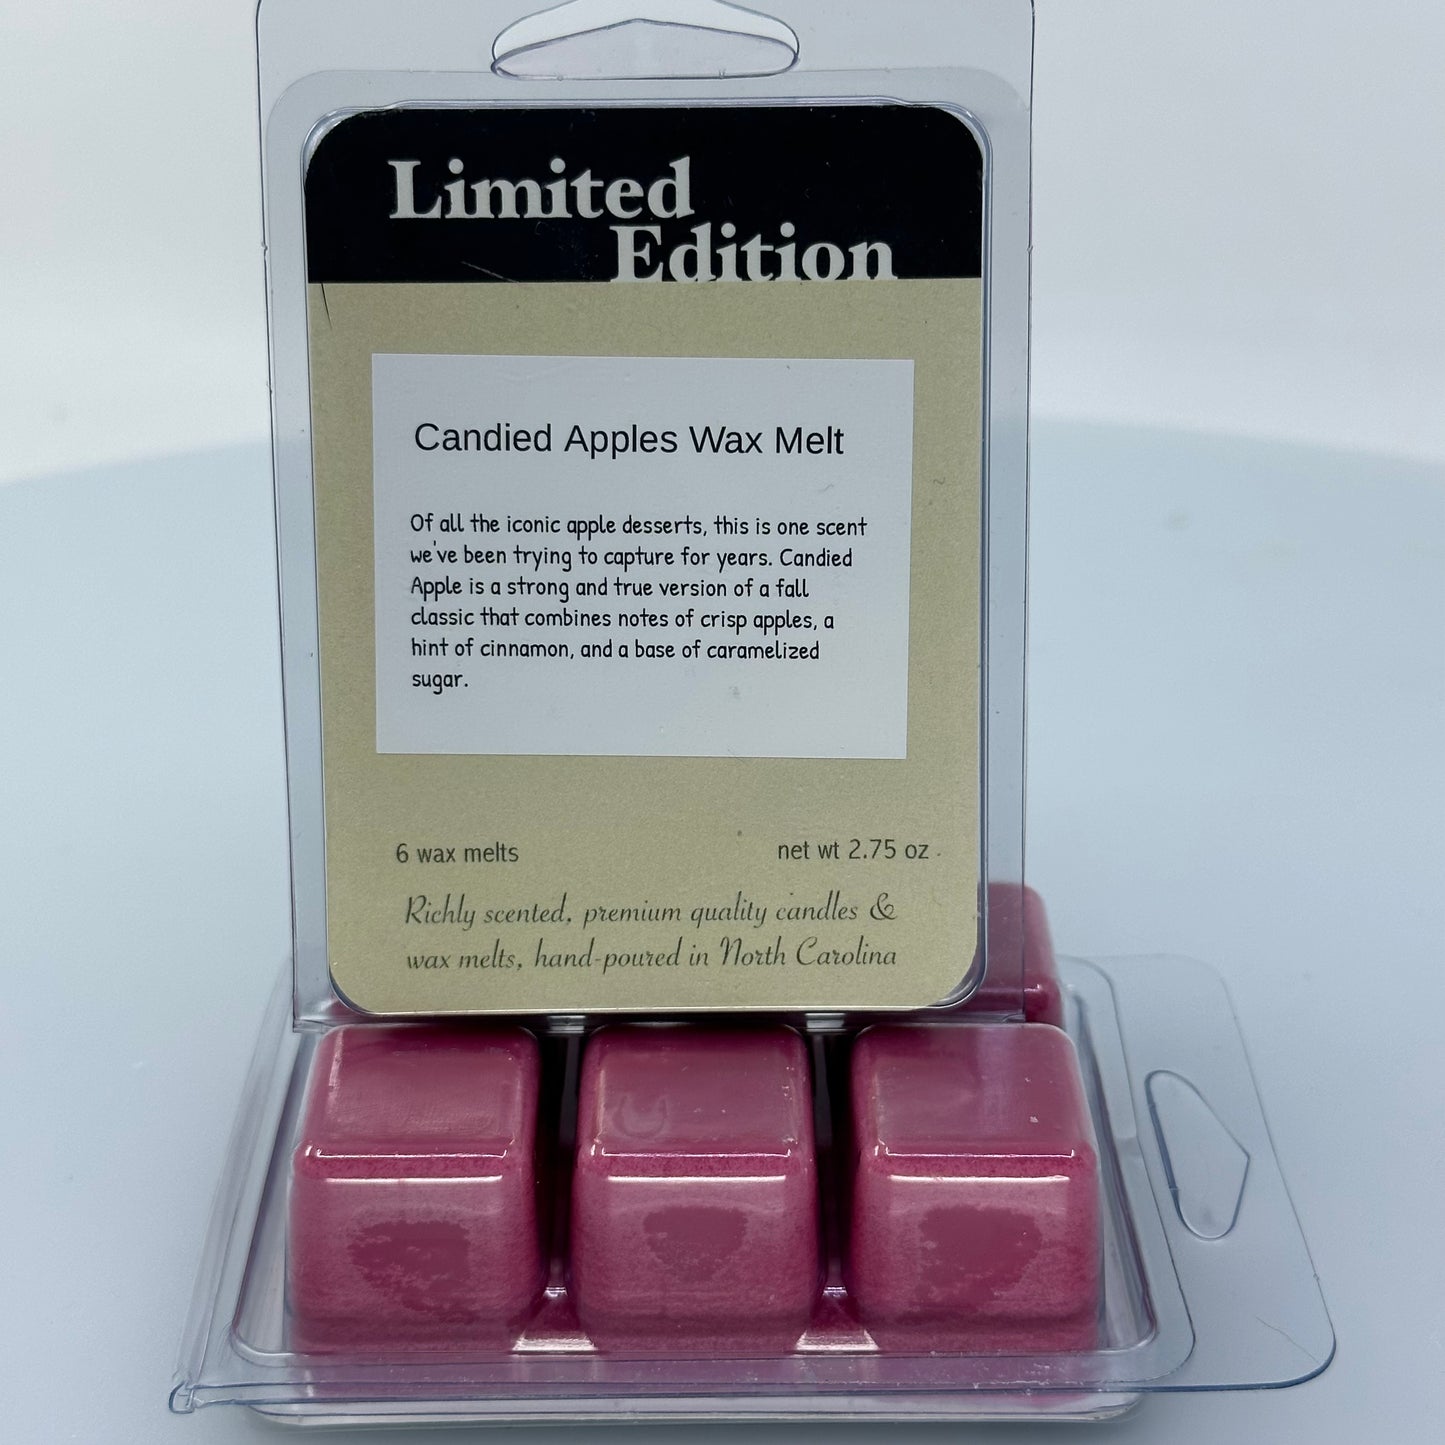 Limited
Edition
Candied Apples Wax Melt
Of all the iconic apple desserts, this is one scent
we've been trying to capture for years. Candied
Apple is a strong and true version of a fall
classic that combines notes of crisp apples, a
hint of cinnamon, and a base of caramelized
sugar.
6 wax melts net wt 2.75 oz
Richly scented, premium quality candles &
wax melts, hand-poured in North Carolina